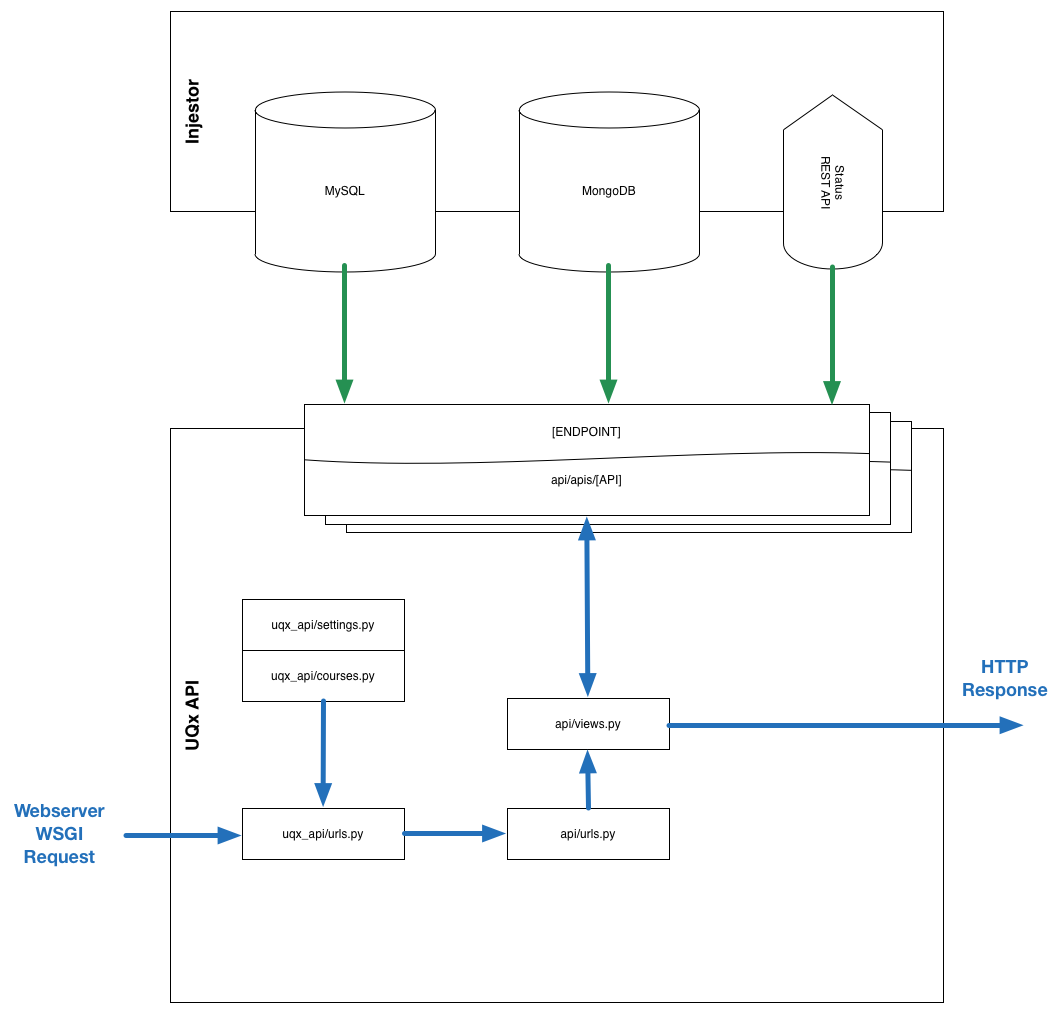 Injestor
MySQL
MongoDB
Status
REST API
[ENDPOINT]
api/apis/[API]
UQx API
uqx_api/settings.py
uqx_api/courses.py
HTTP
Response
api/views.py
Webserver
WSGI
Request
uqx_api/urls.py
api/urls.py